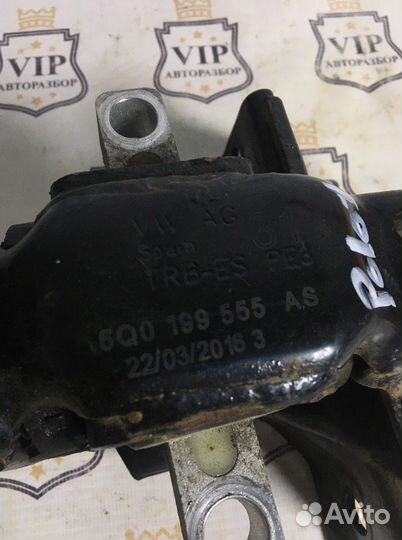 VIP
АВТОРАЗБОР
VIP
АВТОРАЗБОР
VW AG
Spain
TRB-ES PE3
6Q0 199 555 AS
22/03/2016 3
Polo
VIP
АВТОРАЗБОР
Avito